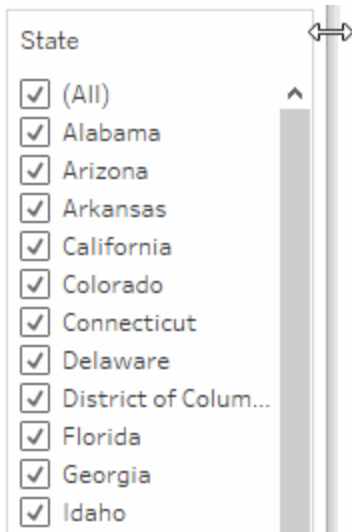 State
(All)
Alabama
Arizona
Arkansas
California
Colorado
Connecticut
Delaware
District of Colum...
Florida
Georgia
Idaho